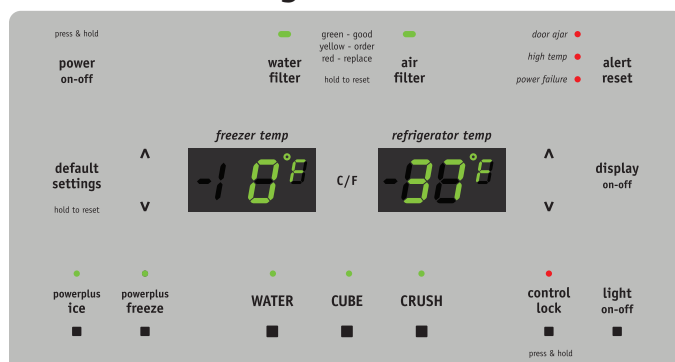 press & hold
power
on-off
water
filter
green - good
yellow - order
red - replace
hold to reset
air
filter
door ajar
high temp
power failure
alert
reset
default
settings
hold to reset
∧
∨
freezer temp
0°F
C/F
refrigerator temp
37°F
∧
∨
display
on-off
powerplus
ice
powerplus
freeze
WATER
CUBE
CRUSH
control
lock
press & hold
light
on-off